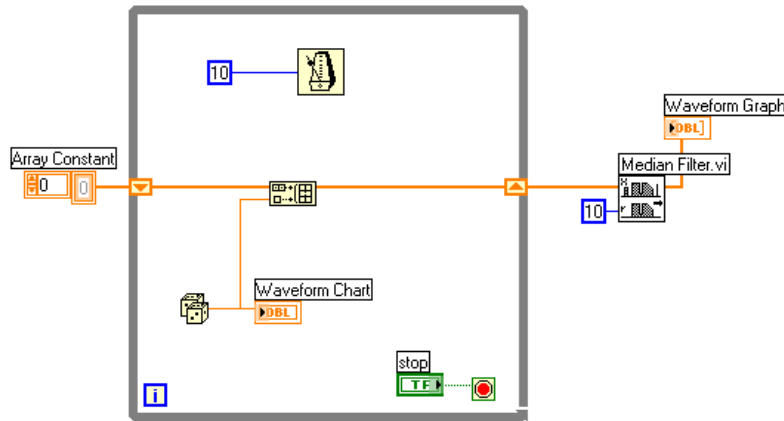 10
Waveform Graph
[DBL]
Array Constant
0
0
Median Filter.vi
x
r
10
Waveform Chart
DBL
stop
TF
i